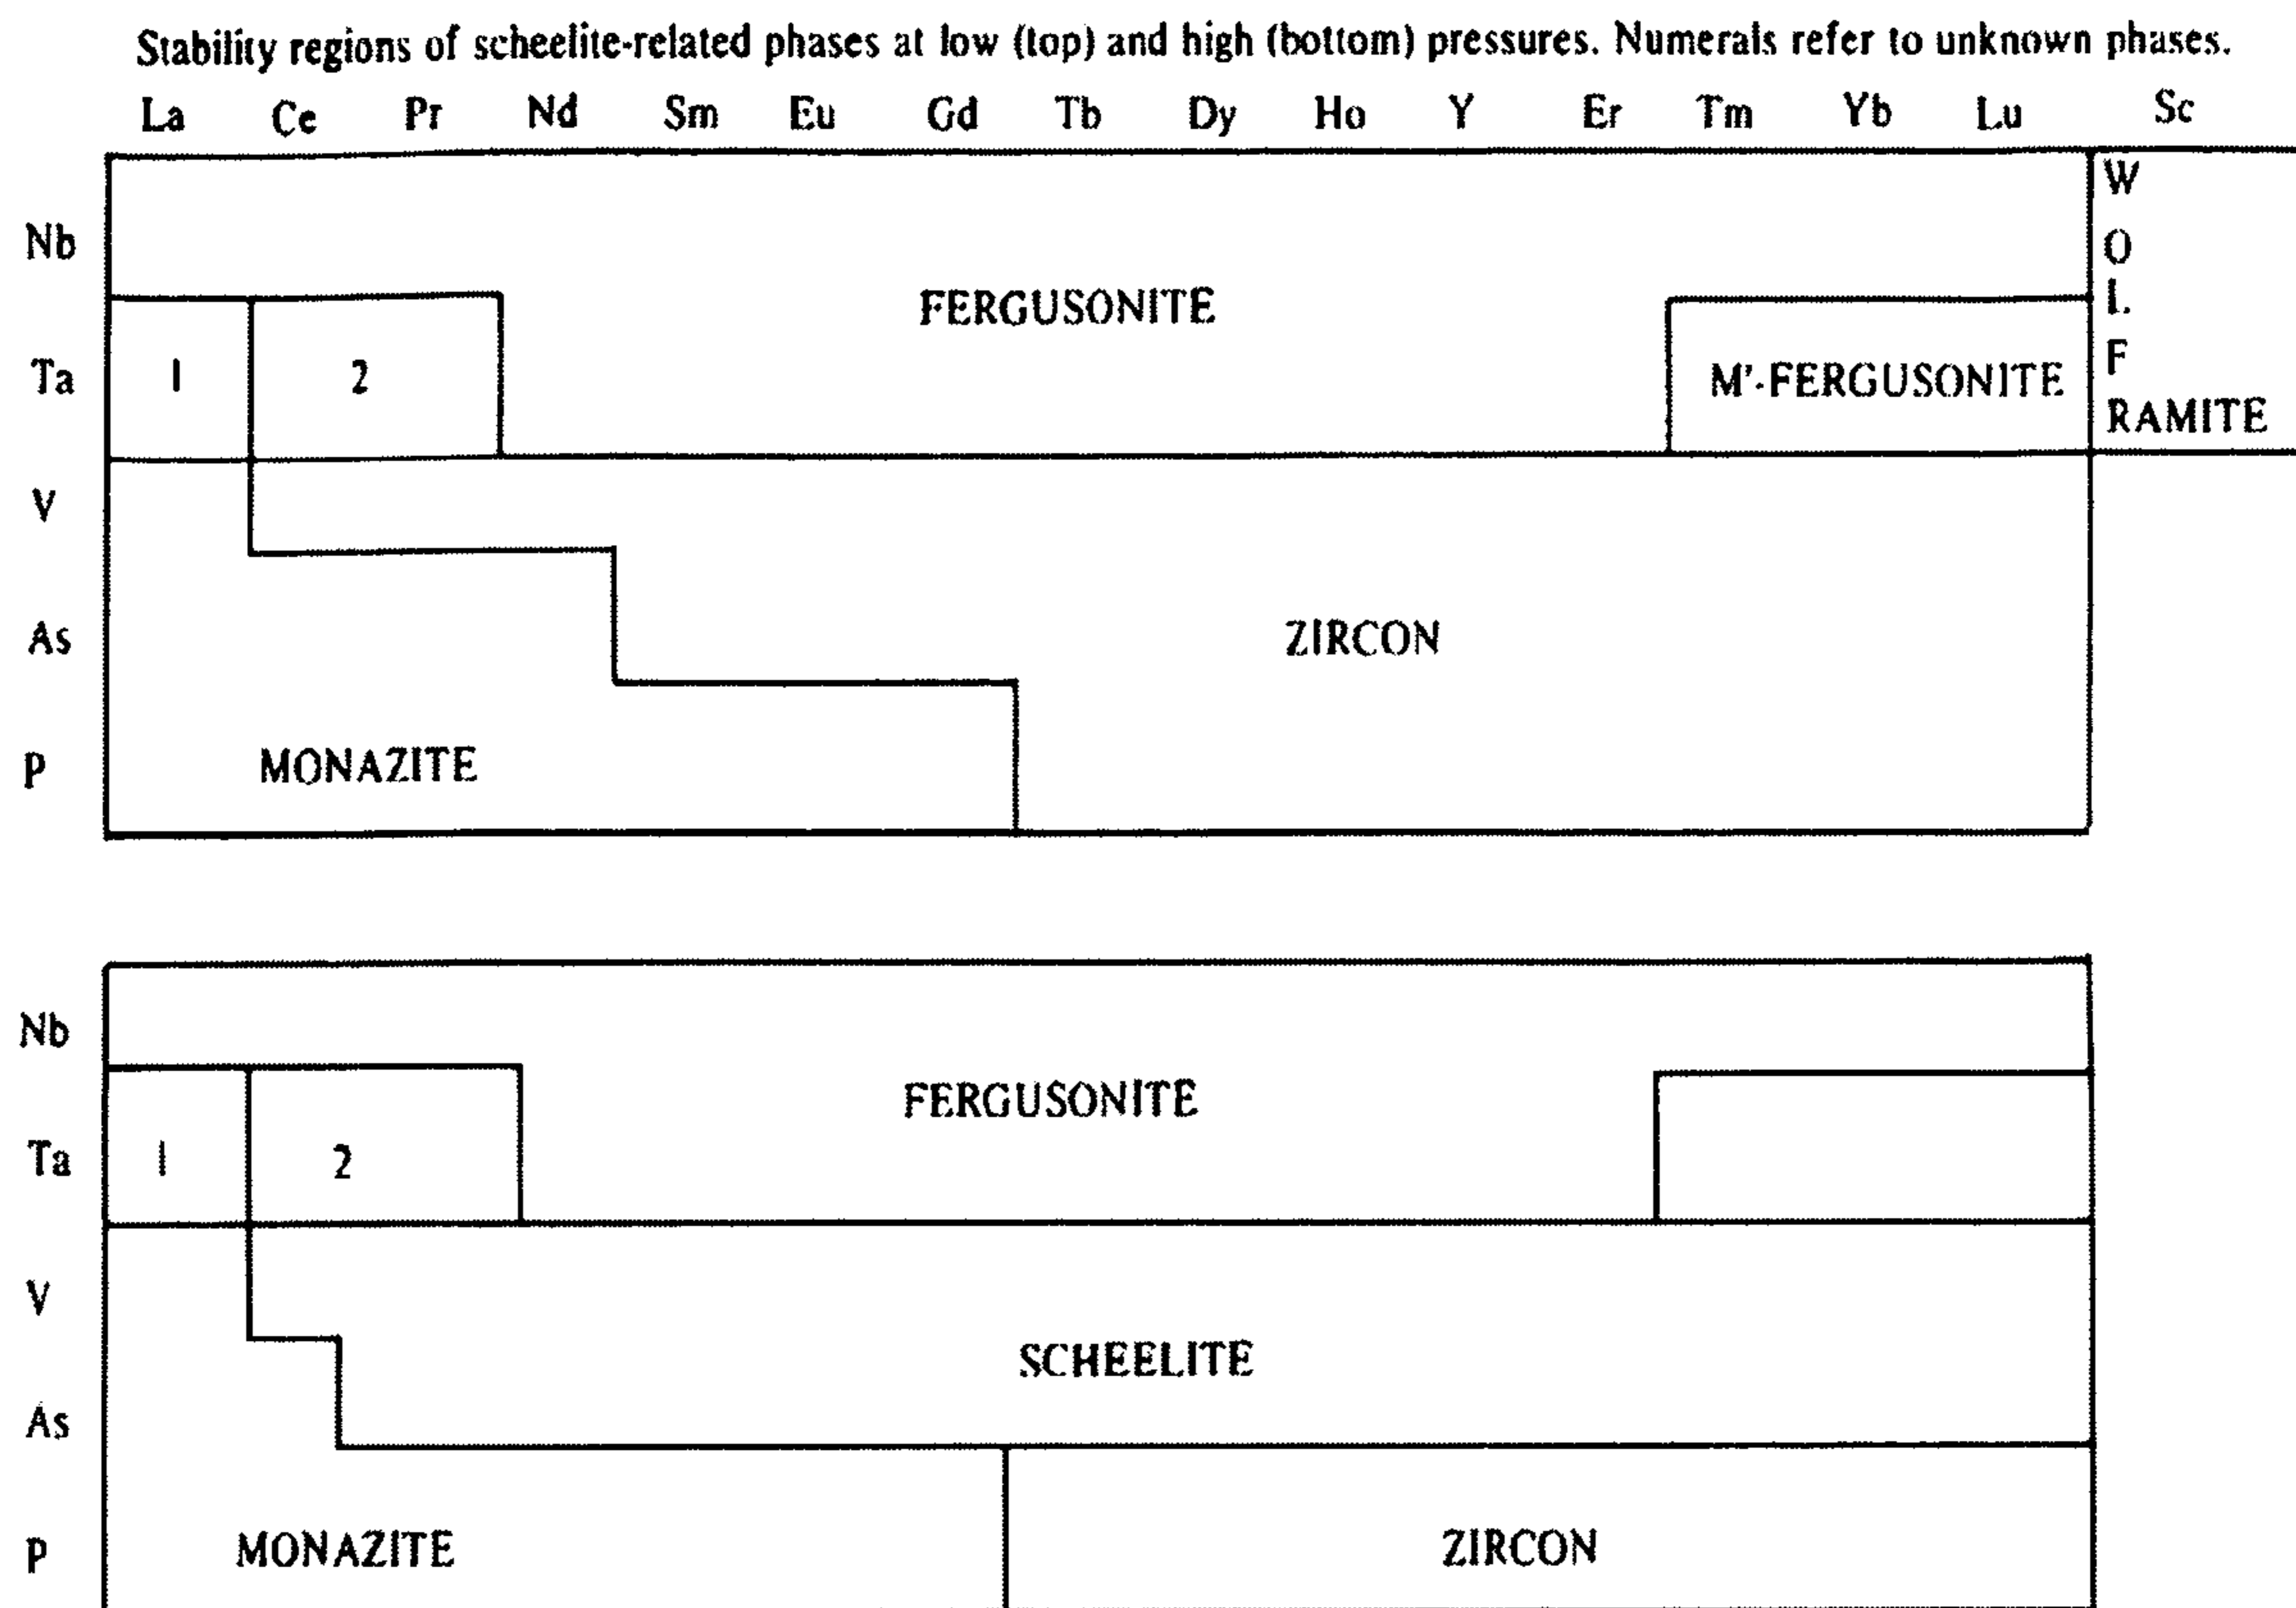 Stability regions of scheelite-related phases at low (top) and high (bottom) pressures. Numerals refer to unknown phases.
La Ce Pr Nd Sm Eu Gd Tb Dy Ho Y Er Tm Yb Lu Sc
W
O
L
F
RAMITE
Nb
FERGUSONITE
Ta 1 2 M'-FERGUSONITE
V
As ZIRCON
P MONAZITE
Nb
FERGUSONITE
Ta 1 2
V
SCHEELITE
As
P MONAZITE ZIRCON